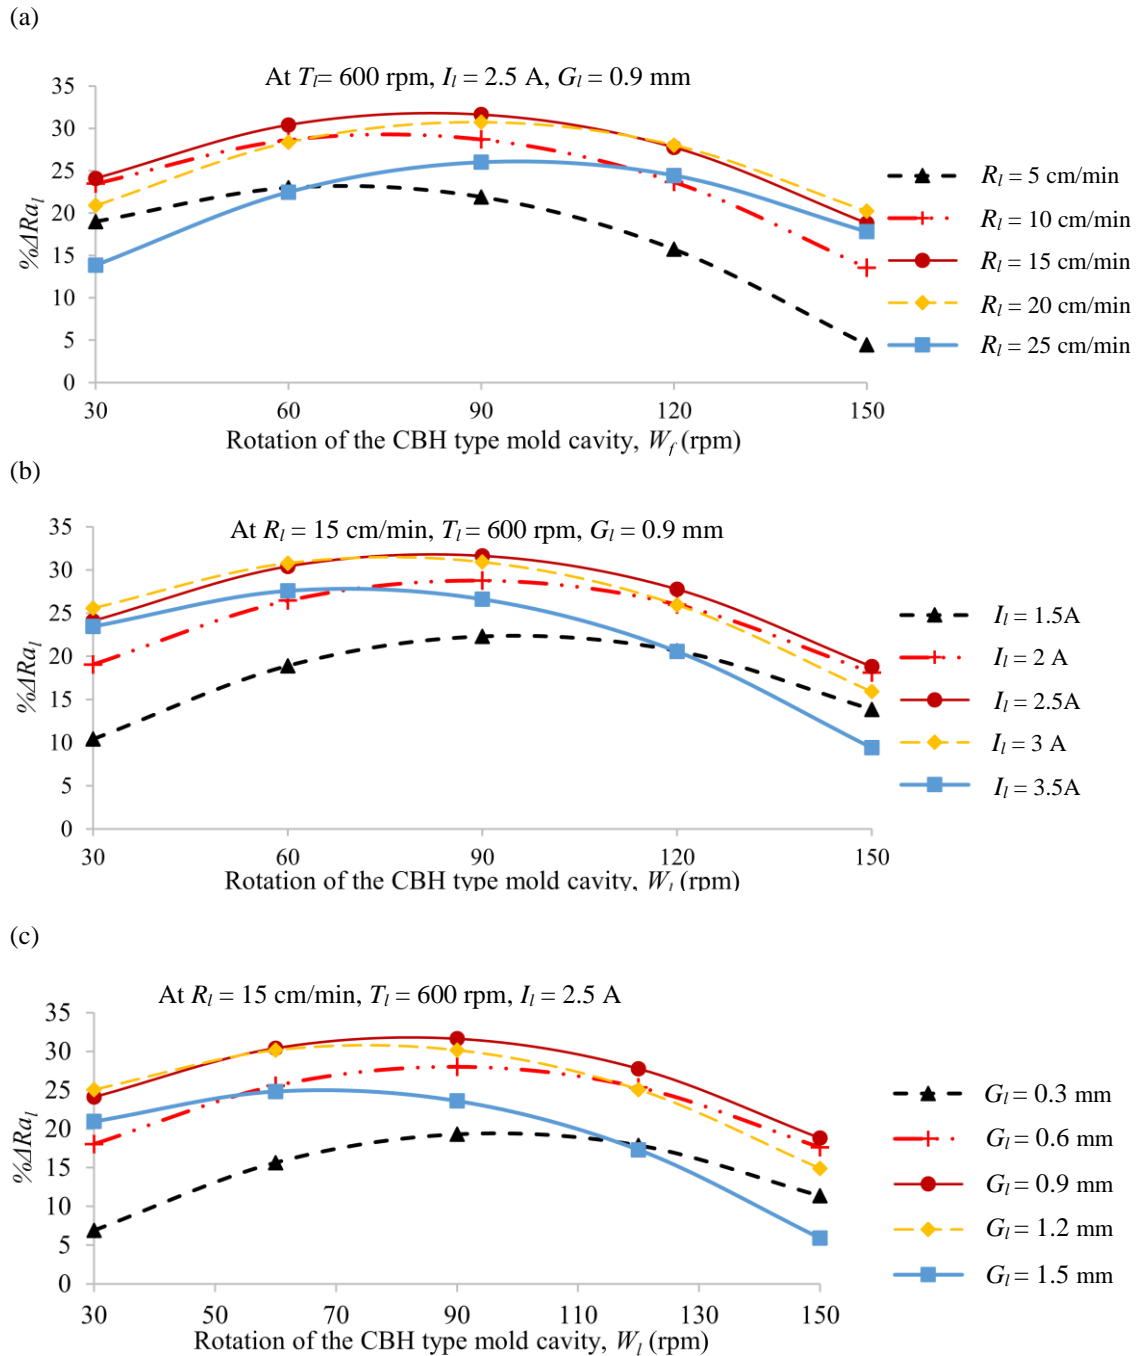 (a)
At Tl= 600 rpm, Il = 2.5 A, Gl = 0.9 mm
35
30
25
20
15
10
5
0
%ΔRal
30 60 90 120 150
Rotation of the CBH type mold cavity, Wf (rpm)
Rl = 5 cm/min
Rl = 10 cm/min
Rl = 15 cm/min
Rl = 20 cm/min
Rl = 25 cm/min
(b)
At Rl = 15 cm/min, Tl = 600 rpm, Gl = 0.9 mm
35
30
25
20
15
10
5
0
%ΔRal
30 60 90 120 150
Rotation of the CBH type mold cavity, Wl (rpm)
Il = 1.5A
Il = 2 A
Il = 2.5A
Il = 3 A
Il = 3.5A
(c)
At Rl = 15 cm/min, Tl = 600 rpm, Il = 2.5 A
35
30
25
20
15
10
5
0
%ΔRal
30 50 70 90 110 130 150
Rotation of the CBH type mold cavity, Wl (rpm)
Gl = 0.3 mm
Gl = 0.6 mm
Gl = 0.9 mm
Gl = 1.2 mm
Gl = 1.5 mm